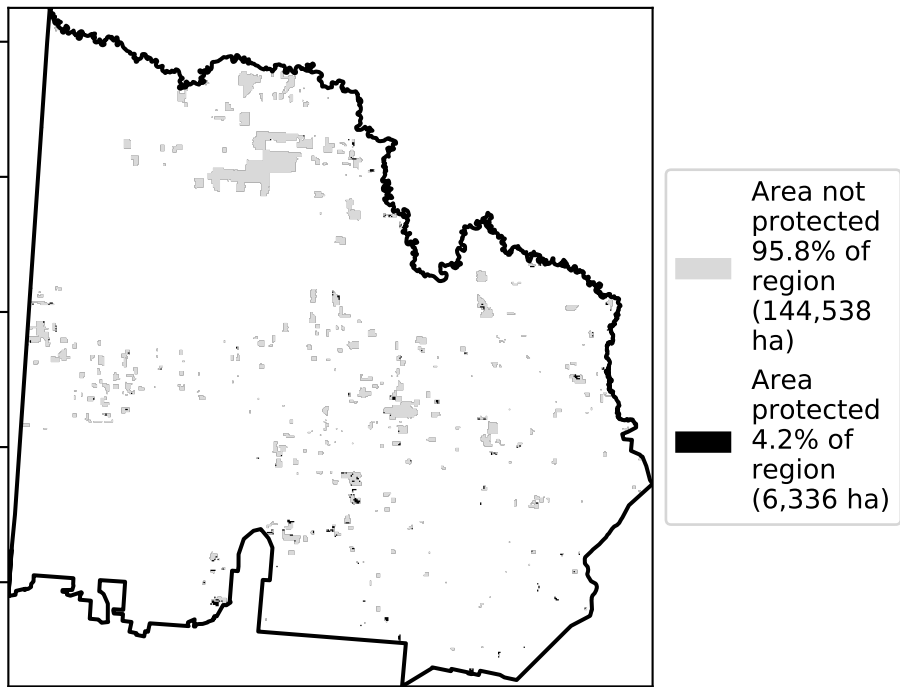 Area not
protected
95.8% of
region
(144,538
ha)
Area
protected
4.2% of
region
(6,336 ha)